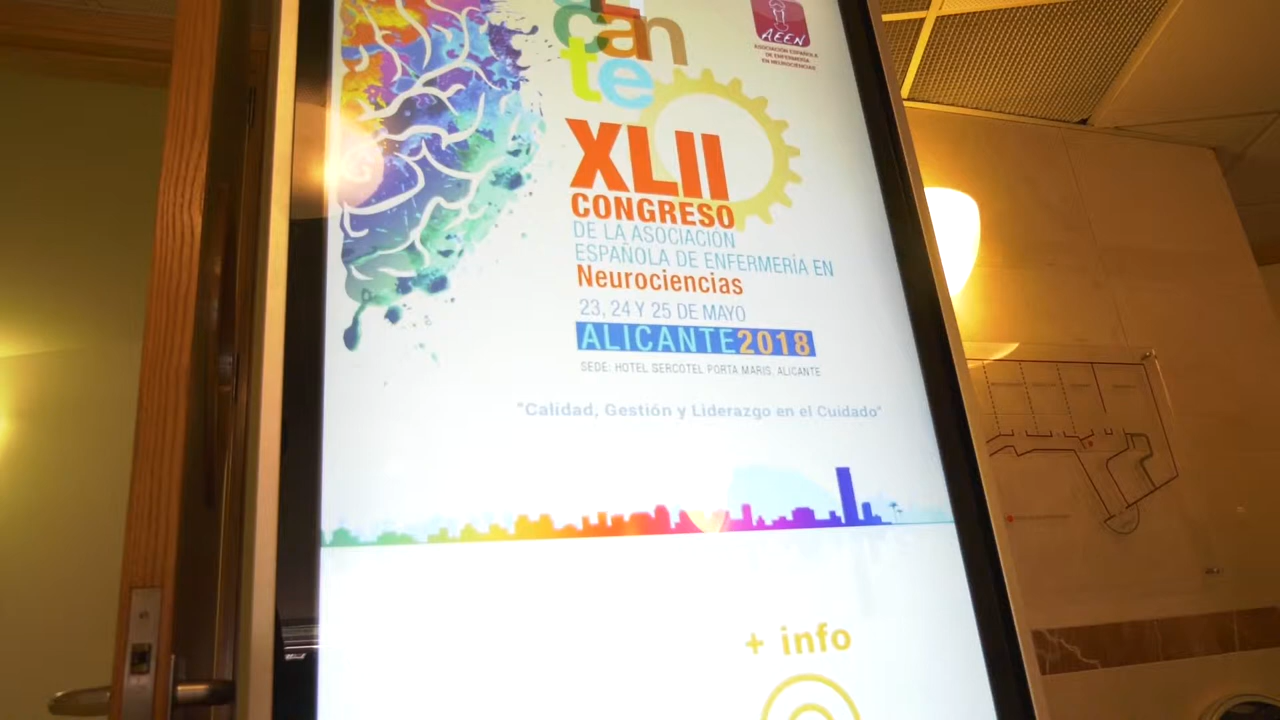 alicante
AEEN
ASOCIACIÓN ESPAÑOLA
DE ENFERMERÍA
EN NEUROCIENCIAS
XLII
CONGRESO
DE LA ASOCIACIÓN
ESPAÑOLA DE ENFERMERÍA EN
Neurociencias
23, 24 Y 25 DE MAYO
ALICANTE2018
SEDE: HOTEL SERCOTEL PORTA MARIS, ALICANTE
"Calidad, Gestión y Liderazgo en el Cuidado"
+ info